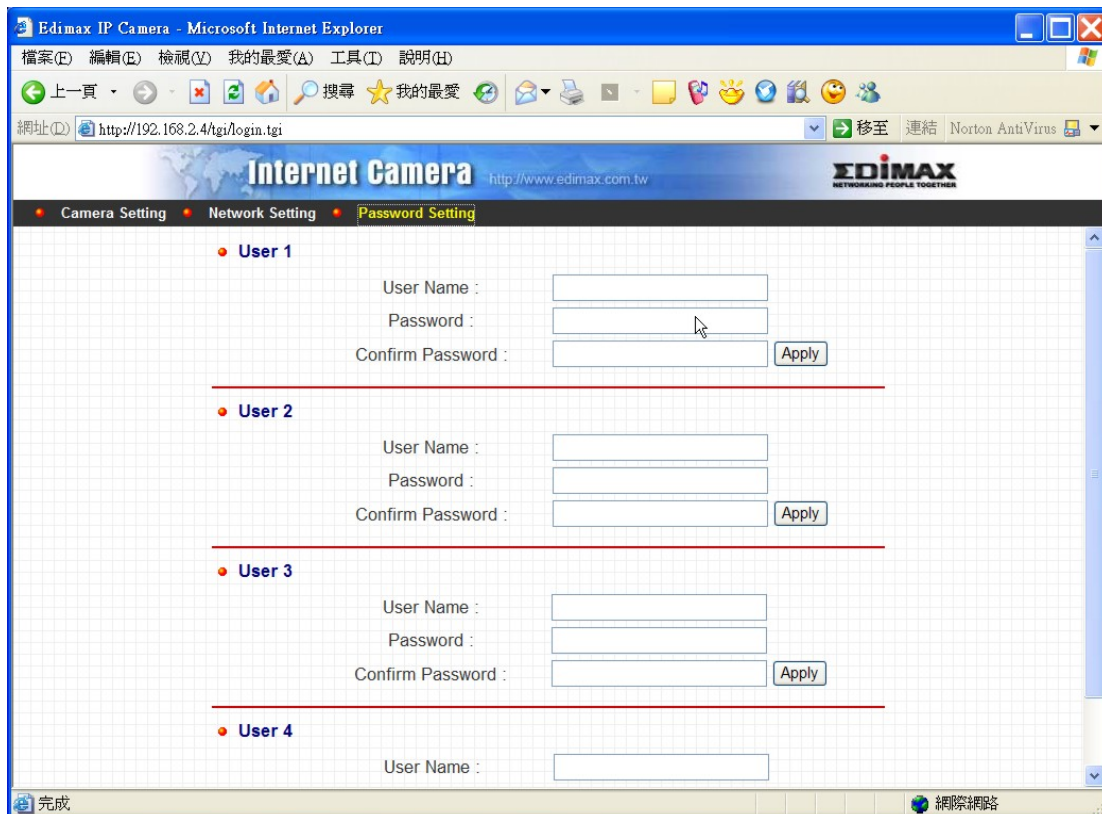 Edimax IP Camera - Microsoft Internet Explorer
檔案(F) 編輯(E) 檢視(V) 我的最愛(A) 工具(T) 說明(H)
上一頁 搜尋 我的最愛
網址(D) http://192.168.2.4/tgi/login.tgi 移至 連結 Norton AntiVirus
Internet Camera http://www.edimax.com.tw EDIMAX
NETWORKING PEOPLE TOGETHER
Camera Setting Network Setting Password Setting
User 1
User Name :
Password :
Confirm Password : Apply
User 2
User Name :
Password :
Confirm Password : Apply
User 3
User Name :
Password :
Confirm Password : Apply
User 4
User Name :
完成 網際網路